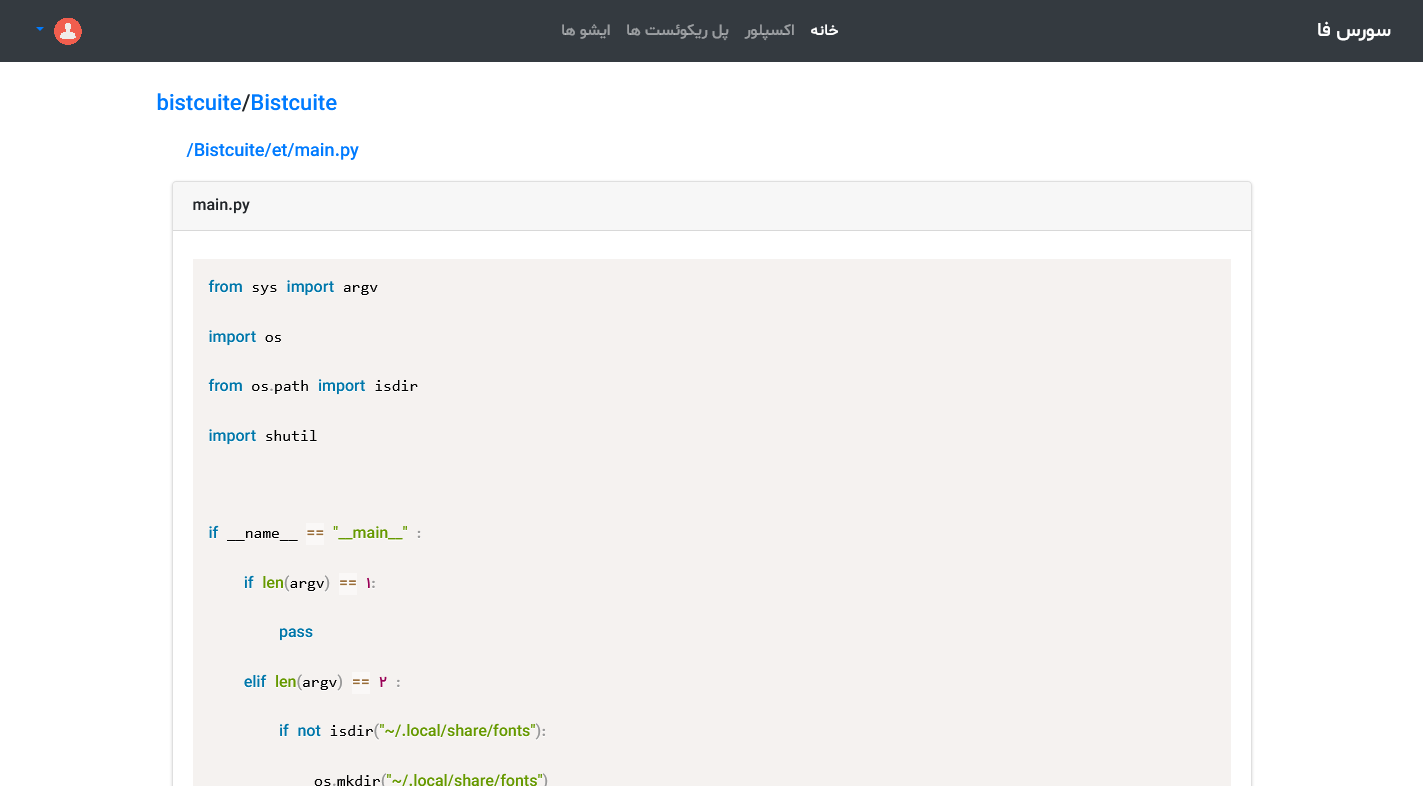 سورس فا
خانه اکسپلور پل ریکوئست ها ایشو ها
bistcuite/Bistcuite
/Bistcuite/et/main.py
main.py
from sys import argv
import os
from os.path import isdir
import shutil
if __name__ == "__main__" :
if len(argv) == ۱:
pass
elif len(argv) == ۲ :
if not isdir("~/.local/share/fonts"):
os.mkdir("~/.local/share/fonts")